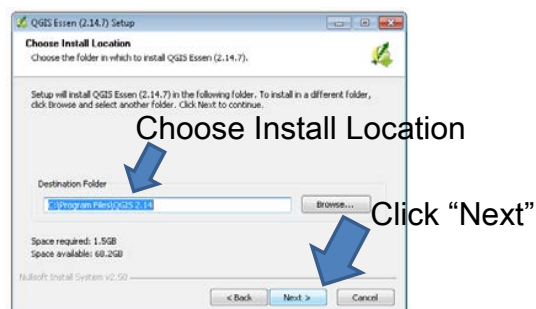 QGIS Essen (2.14.7) Setup
Choose Install Location
Choose the folder in which to install QGIS Essen (2.14.7).
Setup will install QGIS Essen (2.14.7) in the following folder. To install in a different folder,
click Browse and select another folder. Click Next to continue.
Choose Install Location
Destination Folder
C:\Program Files\QGIS 2.14
Browse...
Click “Next”
Space required: 1.5GB
Space available: 68.2GB
Nullsoft Install System v2.50
< Back
Next >
Cancel